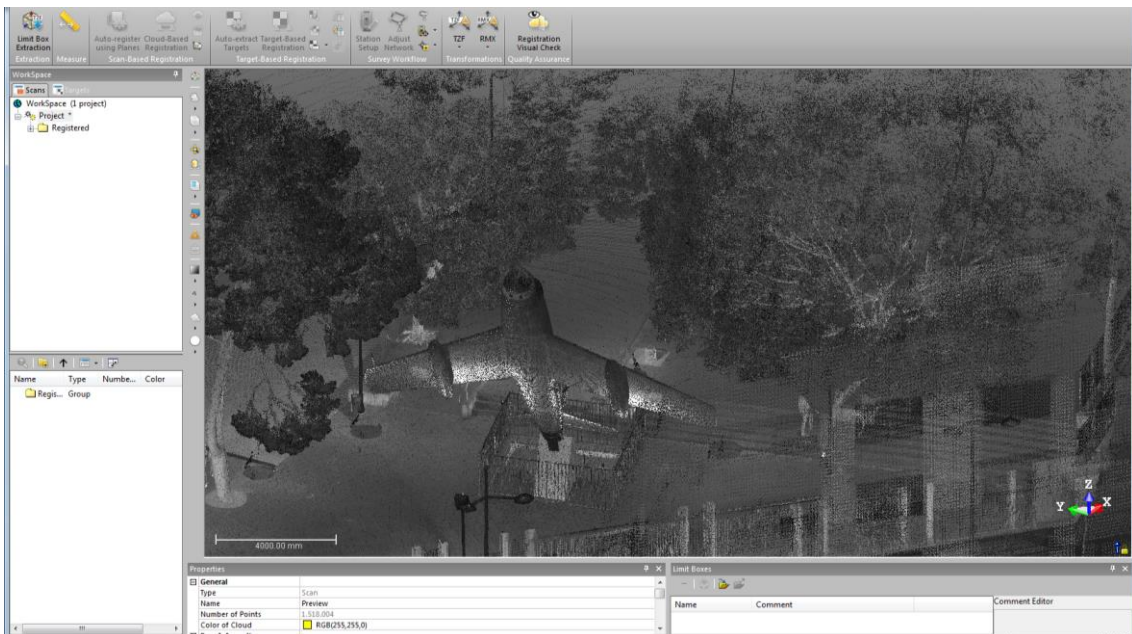 Limit Box Extraction
Auto-register using Planes
Cloud-Based Registration
Auto-extract Targets
Target-Based Registration
Station Setup
Adjust Network
TZF
RMX
Registration Visual Check
Extraction
Measure
Scan-Based Registration
Target-Based Registration
Survey Workflow
Transformations
Quality Assurance
WorkSpace
Scans
Targets
WorkSpace (1 project)
Project *
Registered
Name Type Numbe... Color
Regis... Group
4000.00 mm
Z
Y
X
Properties
General
Type Scan
Name Preview
Number of Points 1.518.004
Color of Cloud RGB(255,255,0)
Limit Boxes
Name Comment
Comment Editor